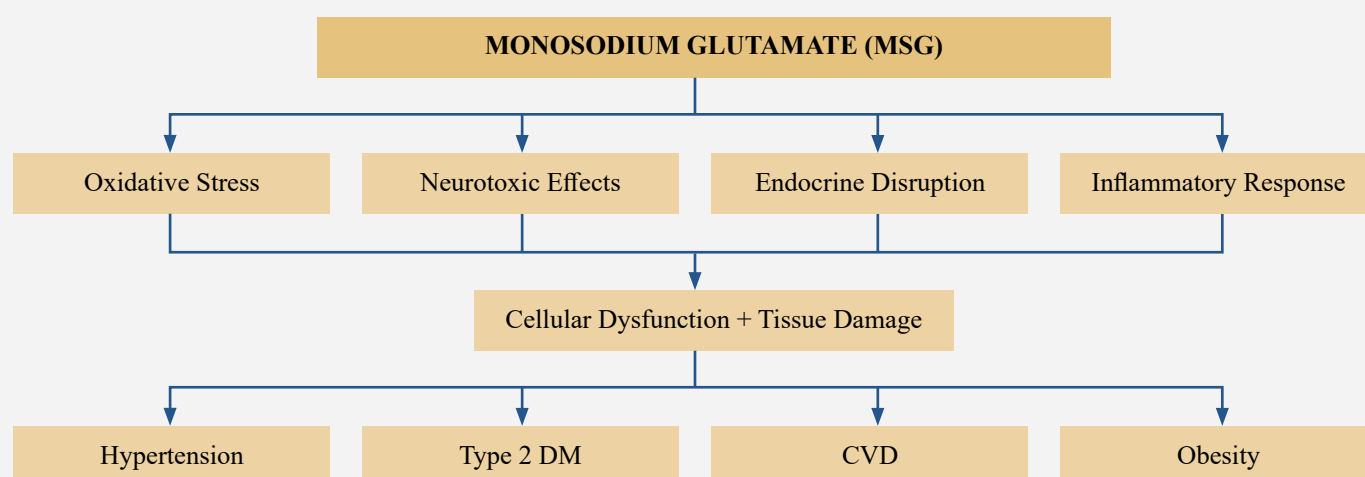 MONOSODIUM GLUTAMATE (MSG)
Oxidative Stress
Neurotoxic Effects
Endocrine Disruption
Inflammatory Response
Cellular Dysfunction + Tissue Damage
Hypertension
Type 2 DM
CVD
Obesity